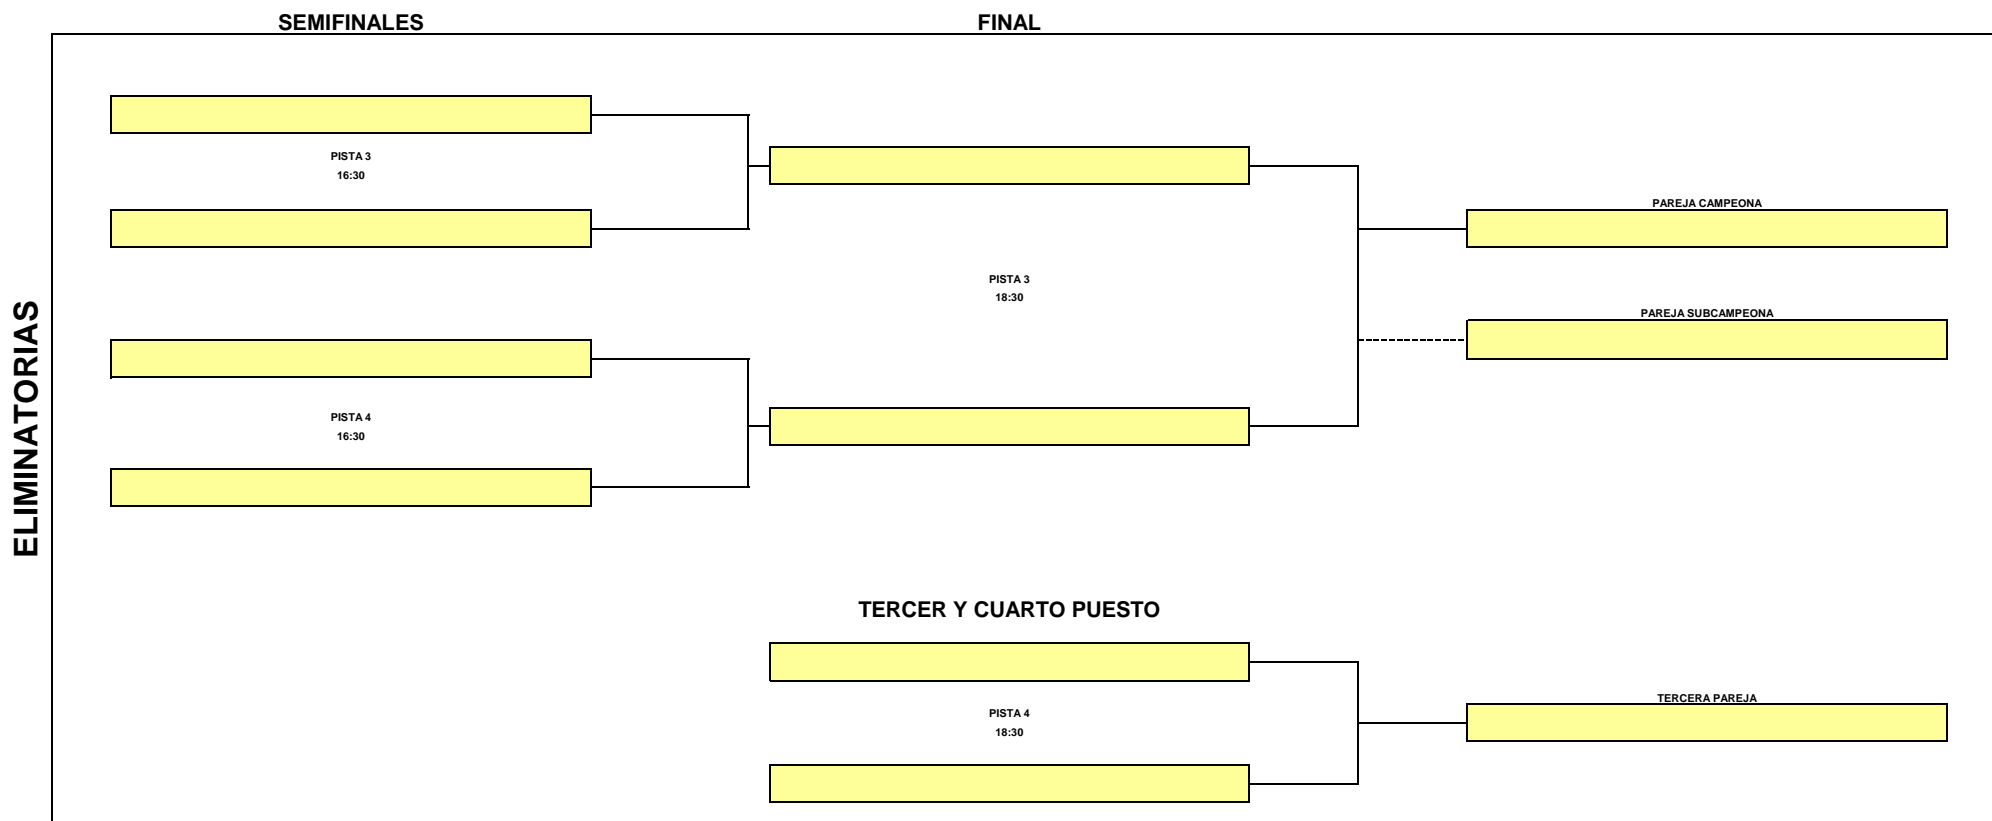 SEMIFINALES
FINAL
ELIMINATORIAS
PISTA 3
16:30
PAREJA CAMPEONA
PISTA 3
18:30
PAREJA SUBCAMPEONA
PISTA 4
16:30
TERCER Y CUARTO PUESTO
TERCERA PAREJA
PISTA 4
18:30